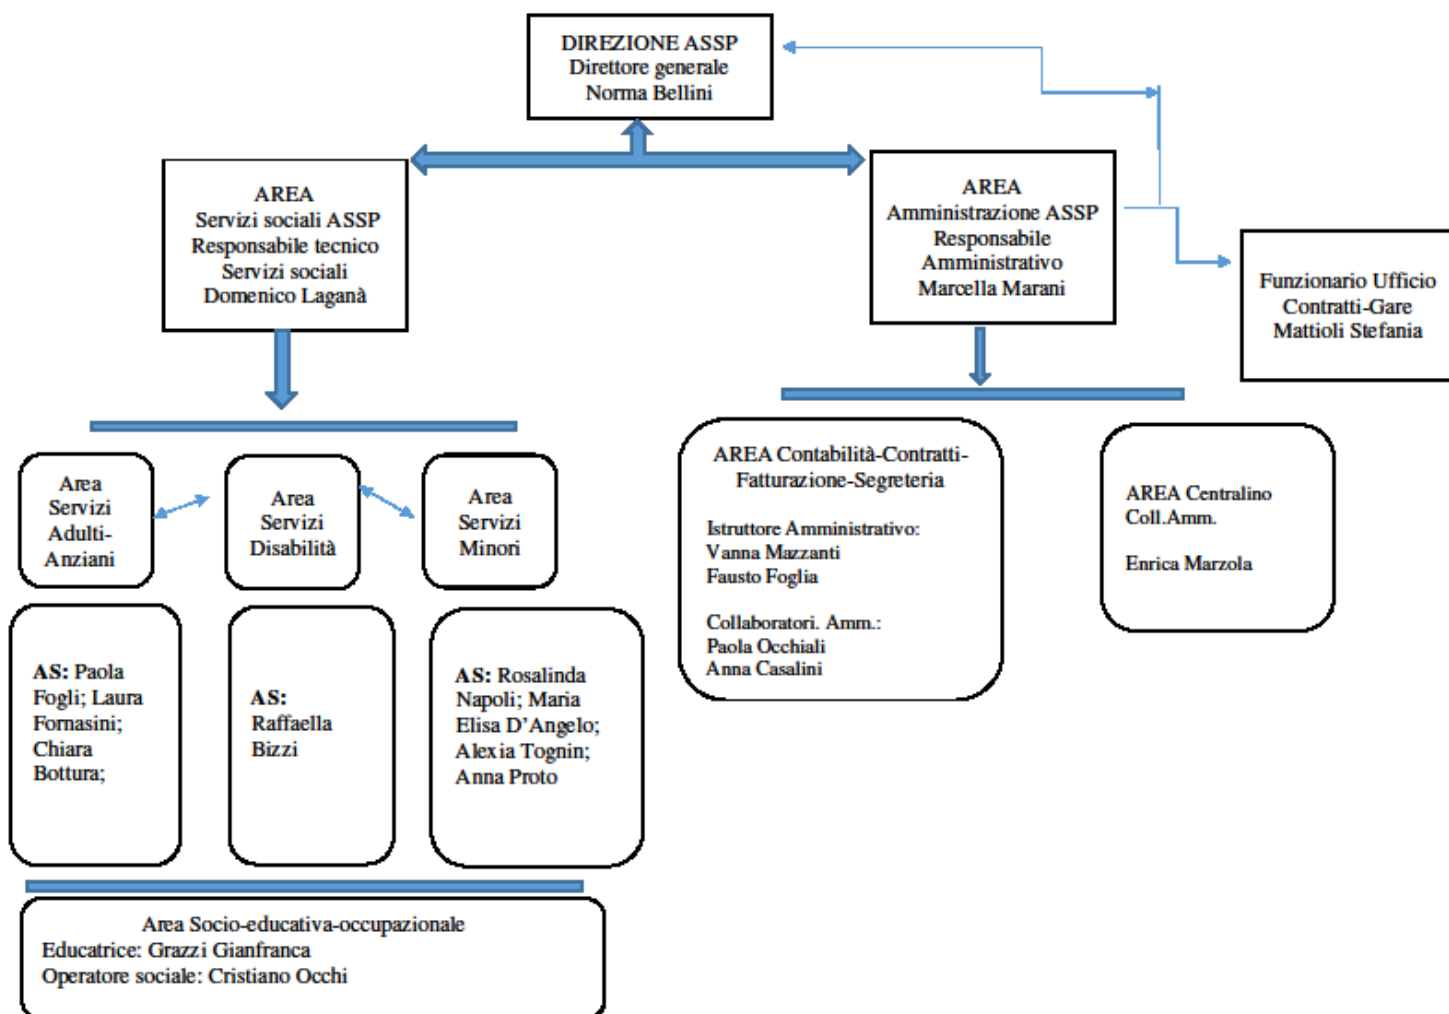 DIREZIONE ASSP
Direttore generale
Norma Bellini
AREA
Servizi sociali ASSP
Responsabile tecnico
Servizi sociali
Domenico Laganà
AREA
Amministrazione ASSP
Responsabile
Amministrativo
Marcella Marani
Funzionario Ufficio
Contratti-Gare
Mattioli Stefania
Area
Servizi
Adulti-
Anziani
Area
Servizi
Disabilità
Area
Servizi
Minori
AREA Contabilità-Contratti-
Fatturazione-Segreteria
Istruttore Amministrativo:
Vanna Mazzanti
Fausto Foglia
Collaboratori. Amm.:
Paola Occhiali
Anna Casalini
AREA Centralino
Coll.Amm.
Enrica Marzola
AS: Paola
Fogli; Laura
Fornasini;
Chiara
Bottura;
AS:
Raffaella
Bizzi
AS: Rosalinda
Napoli; Maria
Elisa D’Angelo;
Alexia Tognin;
Anna Proto
Area Socio-educativa-occupazionale
Educatrice: Grazzi Gianfranca
Operatore sociale: Cristiano Occhi